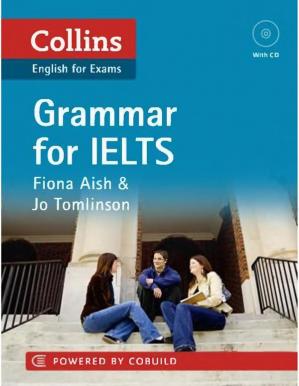 Collins
English for Exams
With CD
Grammar
for IELTS
Fiona Aish &
Jo Tomlinson
POWERED BY COBUILD